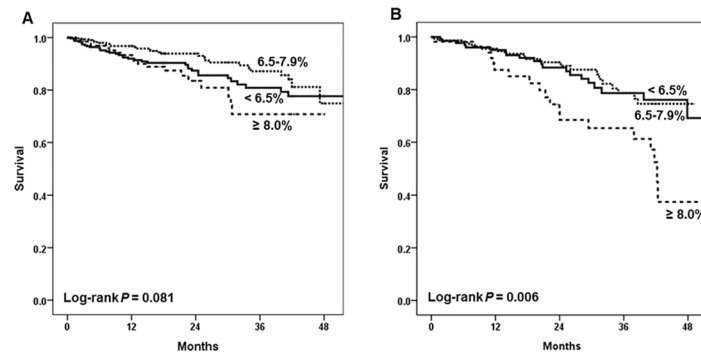 A
Survival
1.0
0.8
0.6
0.4
0.2
0.0
6.5-7.9%
< 6.5%
≥ 8.0%
Log-rank P = 0.081
0 12 24 36 48
Months
B
Survival
1.0
0.8
0.6
0.4
0.2
0.0
< 6.5%
6.5-7.9%
≥ 8.0%
Log-rank P = 0.006
0 12 24 36 48
Months